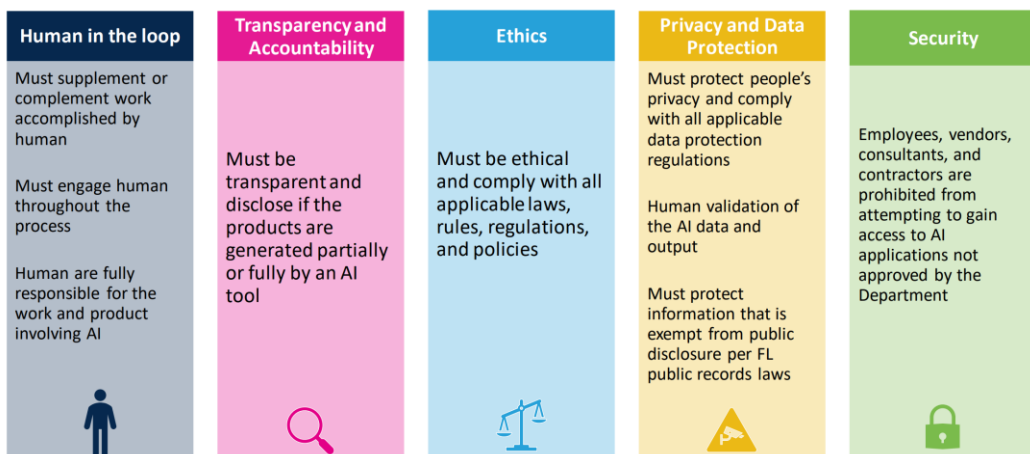 Human in the loop
Must supplement or
complement work
accomplished by
human
Must engage human
throughout the
process
Human are fully
responsible for the
work and product
involving AI
Transparency and
Accountability
Must be
transparent and
disclose if the
products are
generated partially
or fully by an AI
tool
Ethics
Must be ethical
and comply with all
applicable laws,
rules, regulations,
and policies
Privacy and Data
Protection
Must protect people's
privacy and comply
with all applicable
data protection
regulations
Human validation of
the AI data and
output
Must protect
information that is
exempt from public
disclosure per FL
public records laws
Security
Employees, vendors,
consultants, and
contractors are
prohibited from
attempting to gain
access to AI
applications not
approved by the
Department